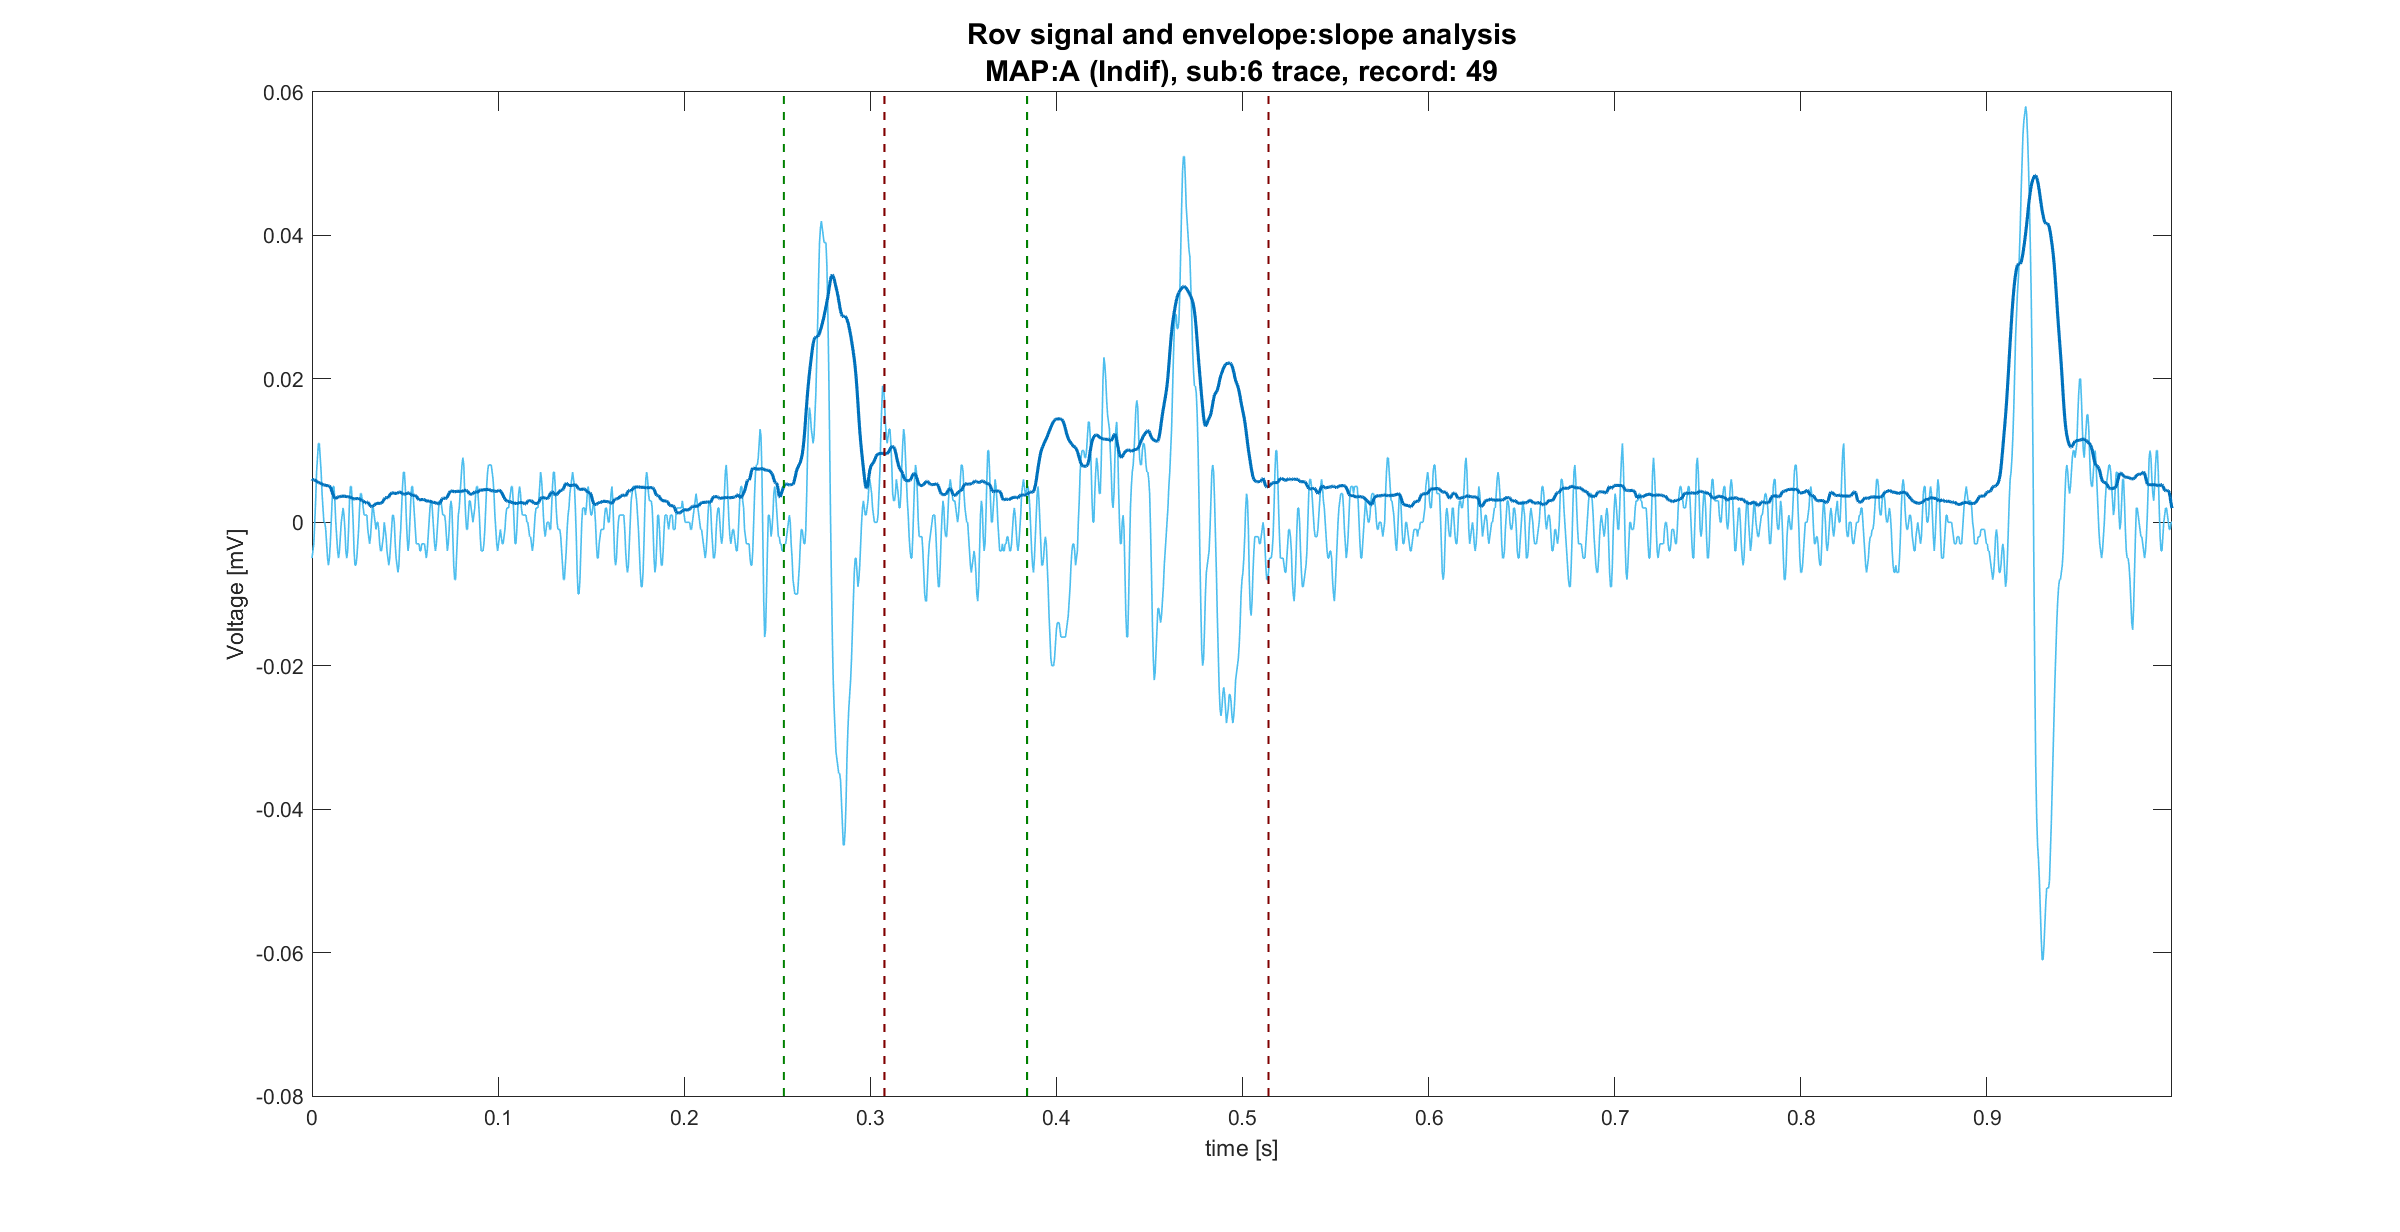 Rov signal and envelope:slope analysis
MAP:A (Indif), sub:6 trace, record: 49
0.06
0.04
0.02
0
-0.02
-0.04
-0.06
-0.08
Voltage [mV]
0 0.1 0.2 0.3 0.4 0.5 0.6 0.7 0.8 0.9
time [s]